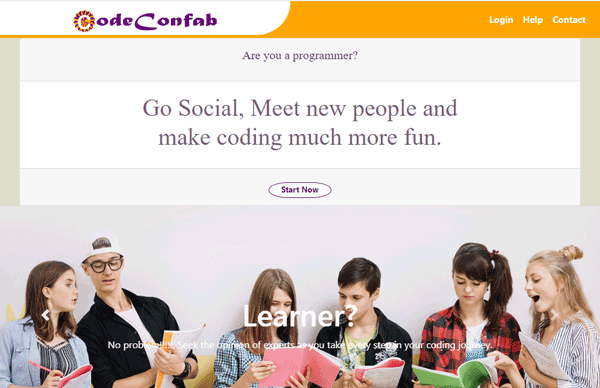 CodeConfab
Login Help Contact
Are you a programmer?
Go Social, Meet new people and
make coding much more fun.
Start Now
Learner?
No problem!!!! Seek the opinion of experts as you take every step in your coding journey.